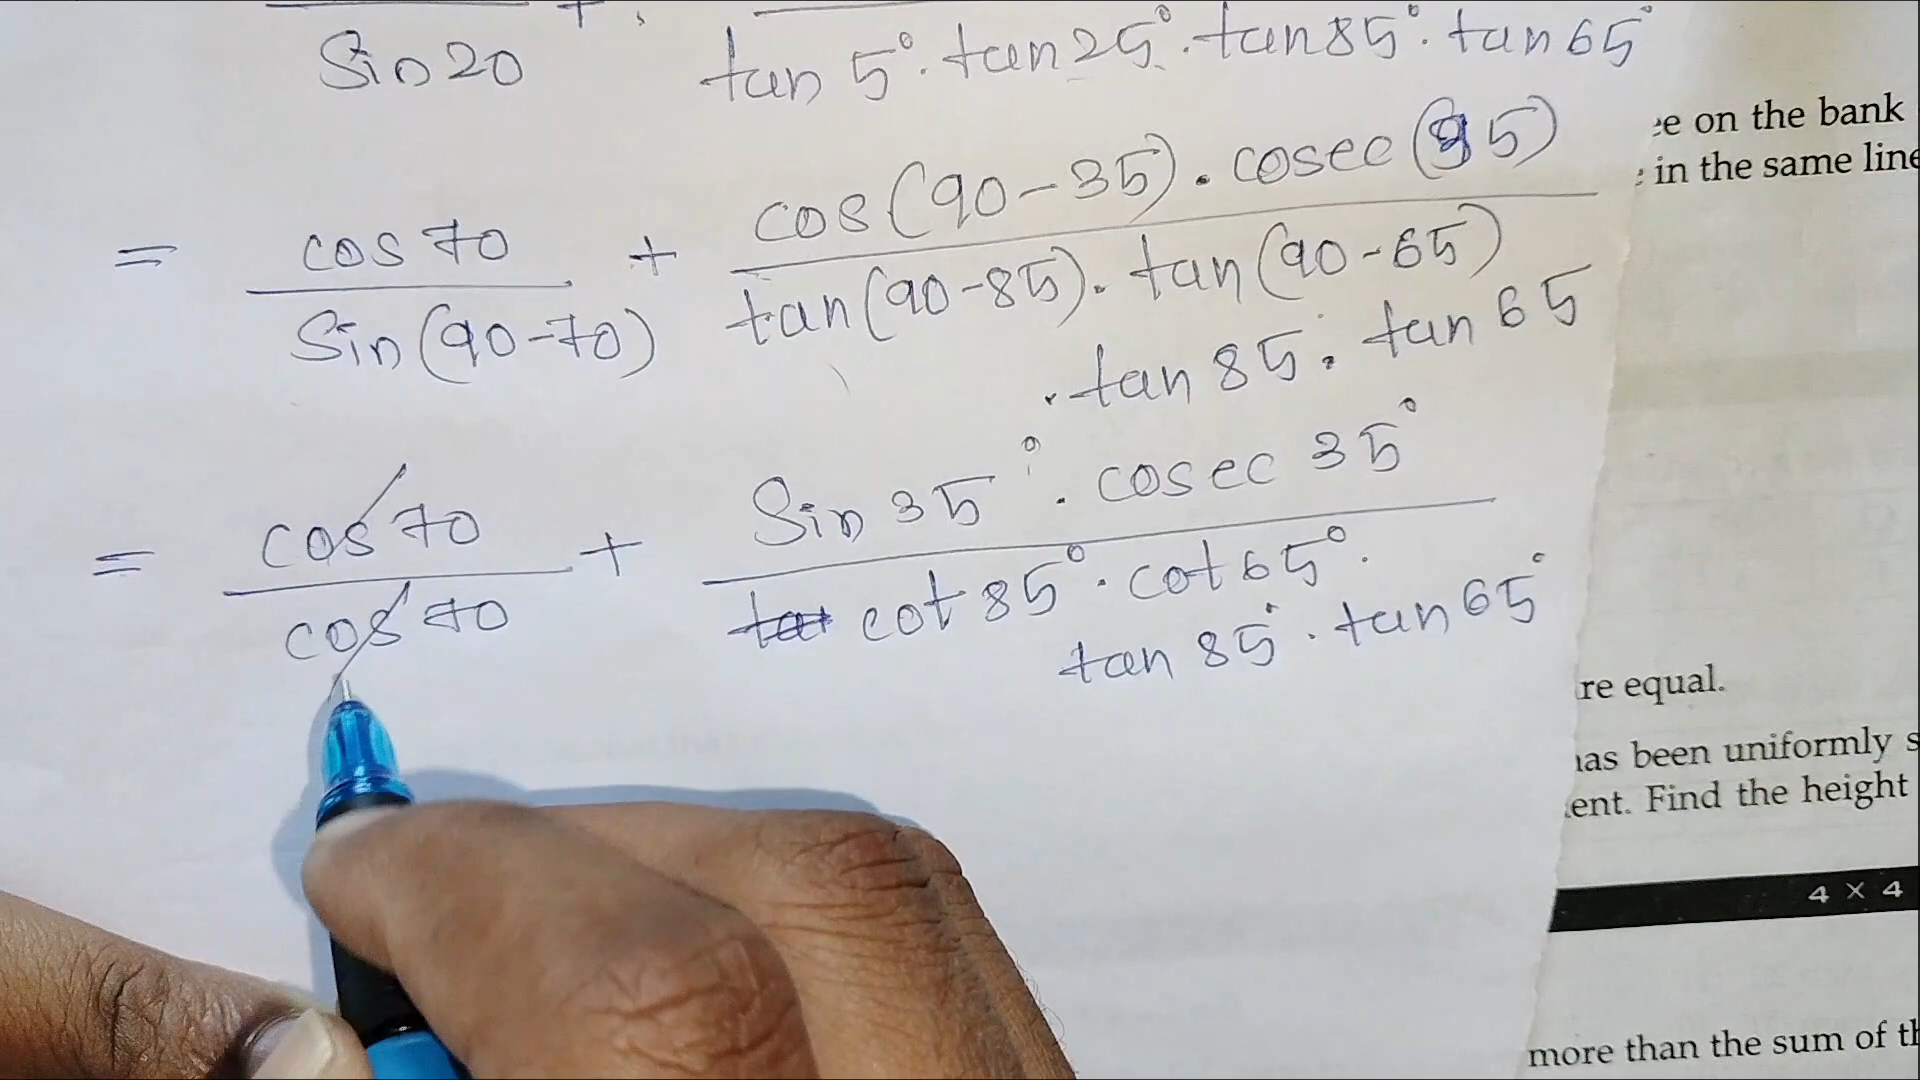 Sin 20 + tan 5° . tan 25° . tan 85° . tan 65°
= cos 70 + cos (90-35) . cosec (35)
Sin (90-70) tan (90-85) . tan (90-65)
. tan 85 . tan 65
= cos 70 + Sin 35° . cosec 35°
cos 70 cot 85° . cot 65° .
tan 85° . tan 65°
e on the bank
in the same line
re equal.
has been uniformly s
ent. Find the height
4 × 4
more than the sum of th